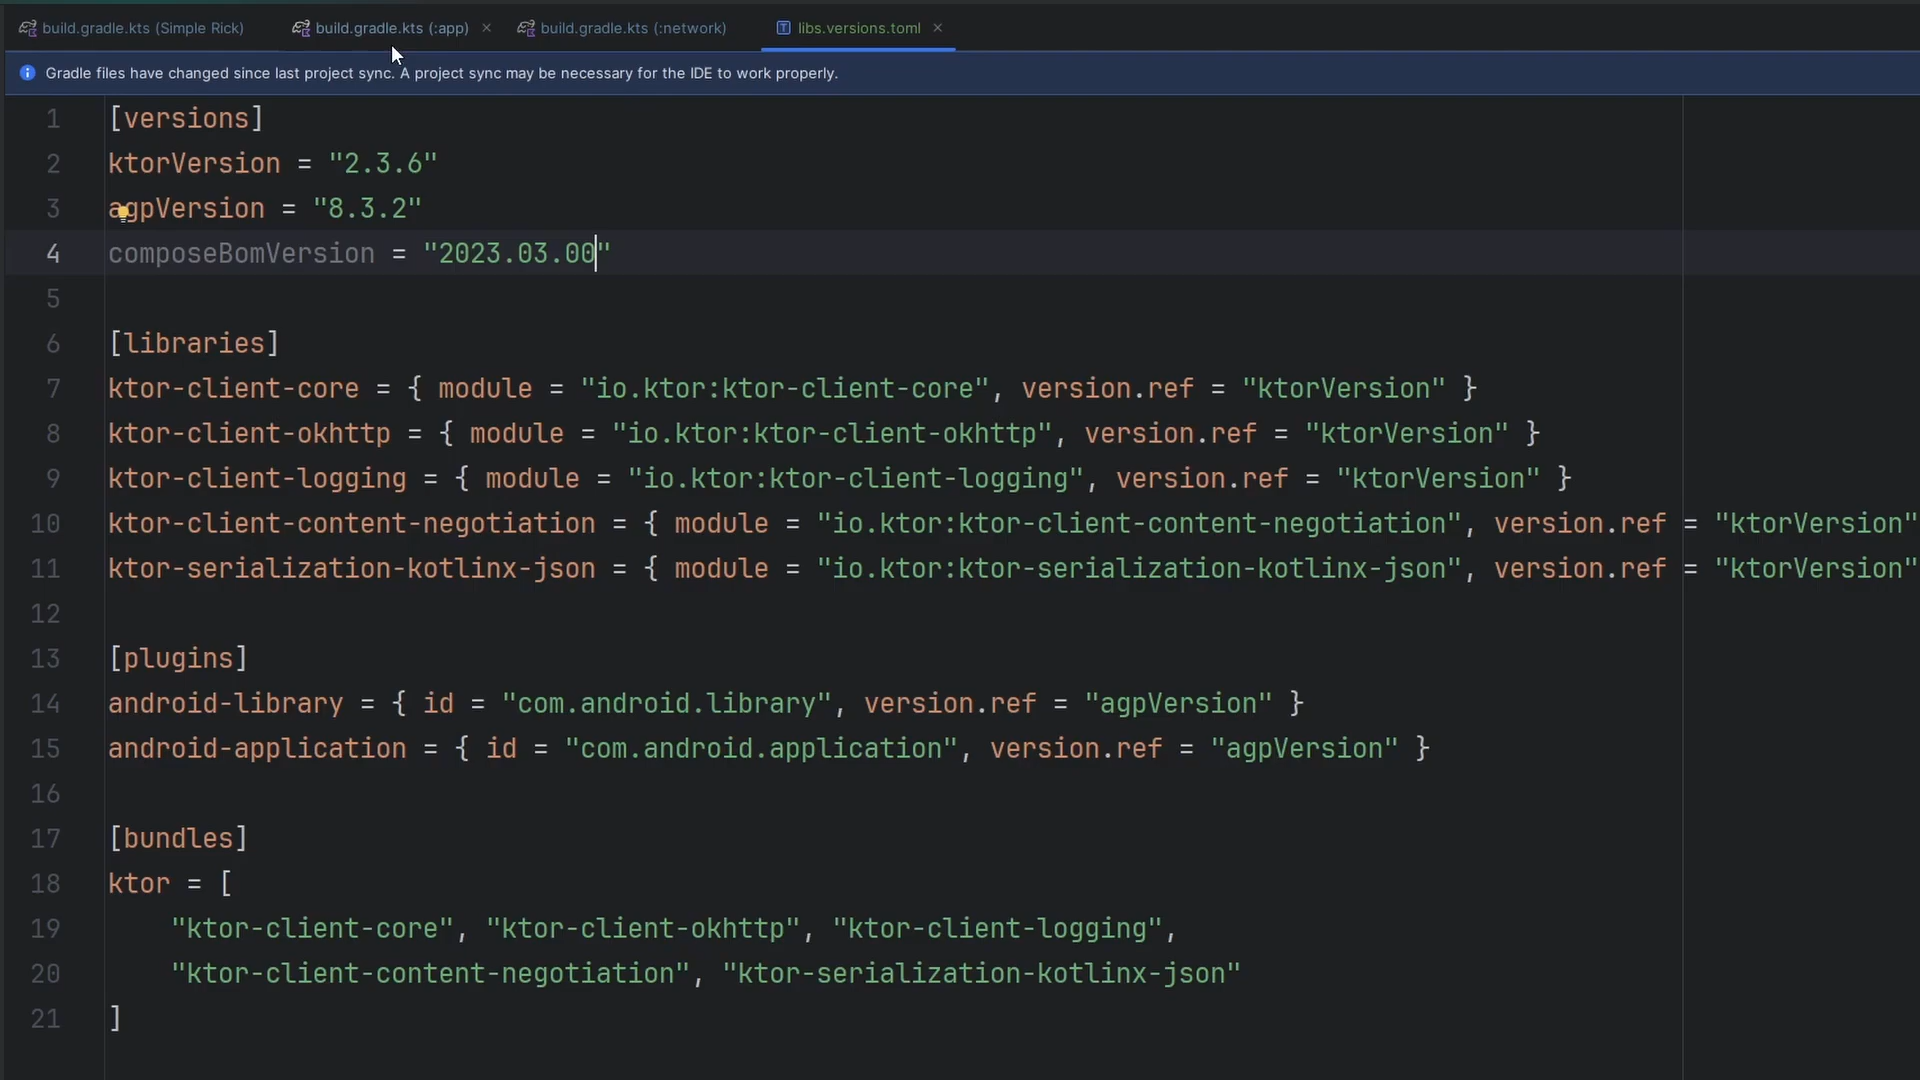 build.gradle.kts (Simple Rick) build.gradle.kts (:app) build.gradle.kts (:network) libs.versions.toml
Gradle files have changed since last project sync. A project sync may be necessary for the IDE to work properly.
1 [versions]
2 ktorVersion = "2.3.6"
3 agpVersion = "8.3.2"
4 composeBomVersion = "2023.03.00"
5
6 [libraries]
7 ktor-client-core = { module = "io.ktor:ktor-client-core", version.ref = "ktorVersion" }
8 ktor-client-okhttp = { module = "io.ktor:ktor-client-okhttp", version.ref = "ktorVersion" }
9 ktor-client-logging = { module = "io.ktor:ktor-client-logging", version.ref = "ktorVersion" }
10 ktor-client-content-negotiation = { module = "io.ktor:ktor-client-content-negotiation", version.ref = "ktorVersion"
11 ktor-serialization-kotlinx-json = { module = "io.ktor:ktor-serialization-kotlinx-json", version.ref = "ktorVersion"
12
13 [plugins]
14 android-library = { id = "com.android.library", version.ref = "agpVersion" }
15 android-application = { id = "com.android.application", version.ref = "agpVersion" }
16
17 [bundles]
18 ktor = [
19 "ktor-client-core", "ktor-client-okhttp", "ktor-client-logging",
20 "ktor-client-content-negotiation", "ktor-serialization-kotlinx-json"
21 ]